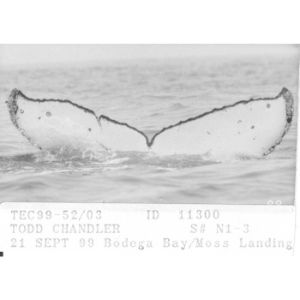 TEC99-52/03 ID 11300
TODD CHANDLER S# N1-3
21 SEPT 99 Bodega Bay/Moss Landing